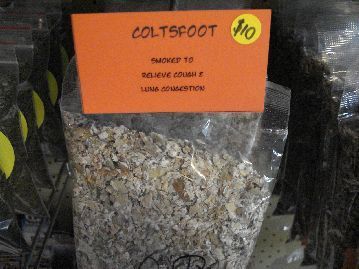 COLTSFOOT
$10
SMOKED TO
RELIEVE COUGH &
LUNG CONGESTION